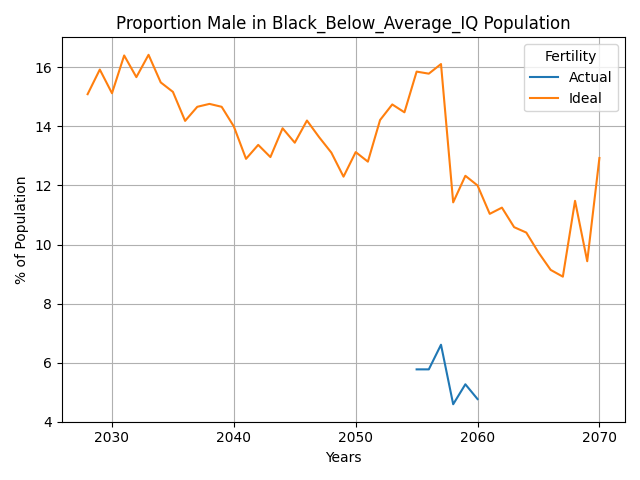 Proportion Male in Black_Below_Average_IQ Population
Fertility
Actual
Ideal
% of Population
16
14
12
10
8
6
4
2030
2040
2050
2060
2070
Years